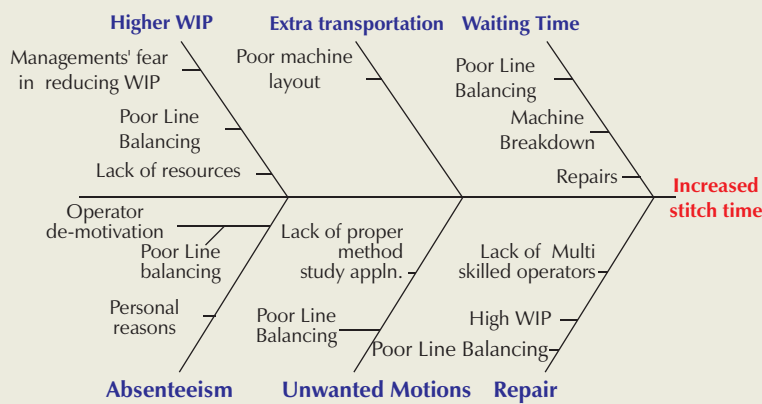 Higher WIP
Extra transportation
Waiting Time
Managements' fear
in reducing WIP
Poor Line
Balancing
Lack of resources
Poor machine
layout
Poor Line
Balancing
Machine
Breakdown
Repairs
Increased
stitch time
Operator
de-motivation
Poor Line
balancing
Personal
reasons
Lack of proper
method
study appln.
Poor Line
Balancing
Lack of Multi
skilled operators
High WIP
Poor Line Balancing
Absenteeism
Unwanted Motions
Repair